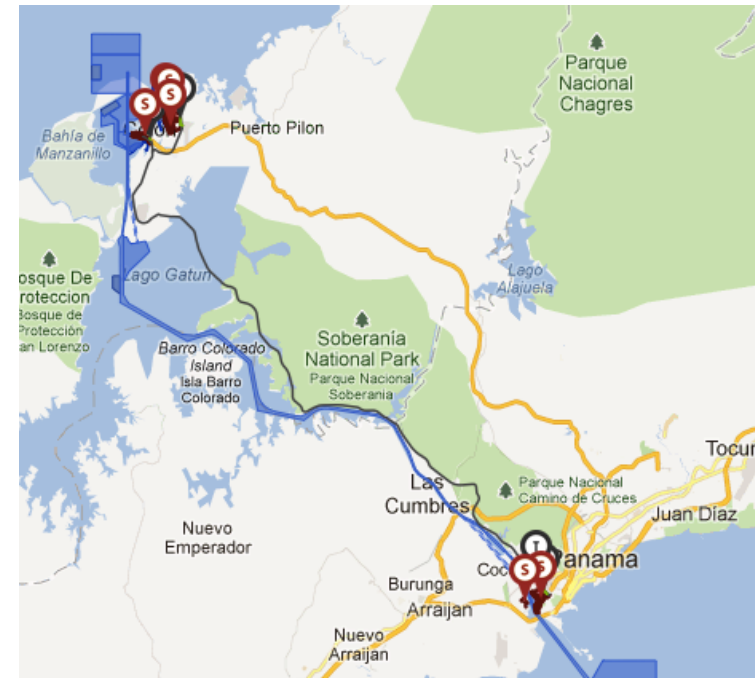 Parque
Nacional
Chagres
S
S
S
Puerto Pilon
Bahía de
Manzanillo
Lago Gatun
Lago
Alajuela
osque De
roteccion
Bosque de
Protección
an Lorenzo
Soberanía
National Park
Parque Nacional
Soberania
Barro Colorado
Island
Isla Barro
Colorado
Tocum
Las
Cumbres
Parque Nacional
Camino de Cruces
Juan Díaz
Nuevo
Emperador
T
S
S
Panama
Coc
Burunga
Arraijan
Nuevo
Arraijan